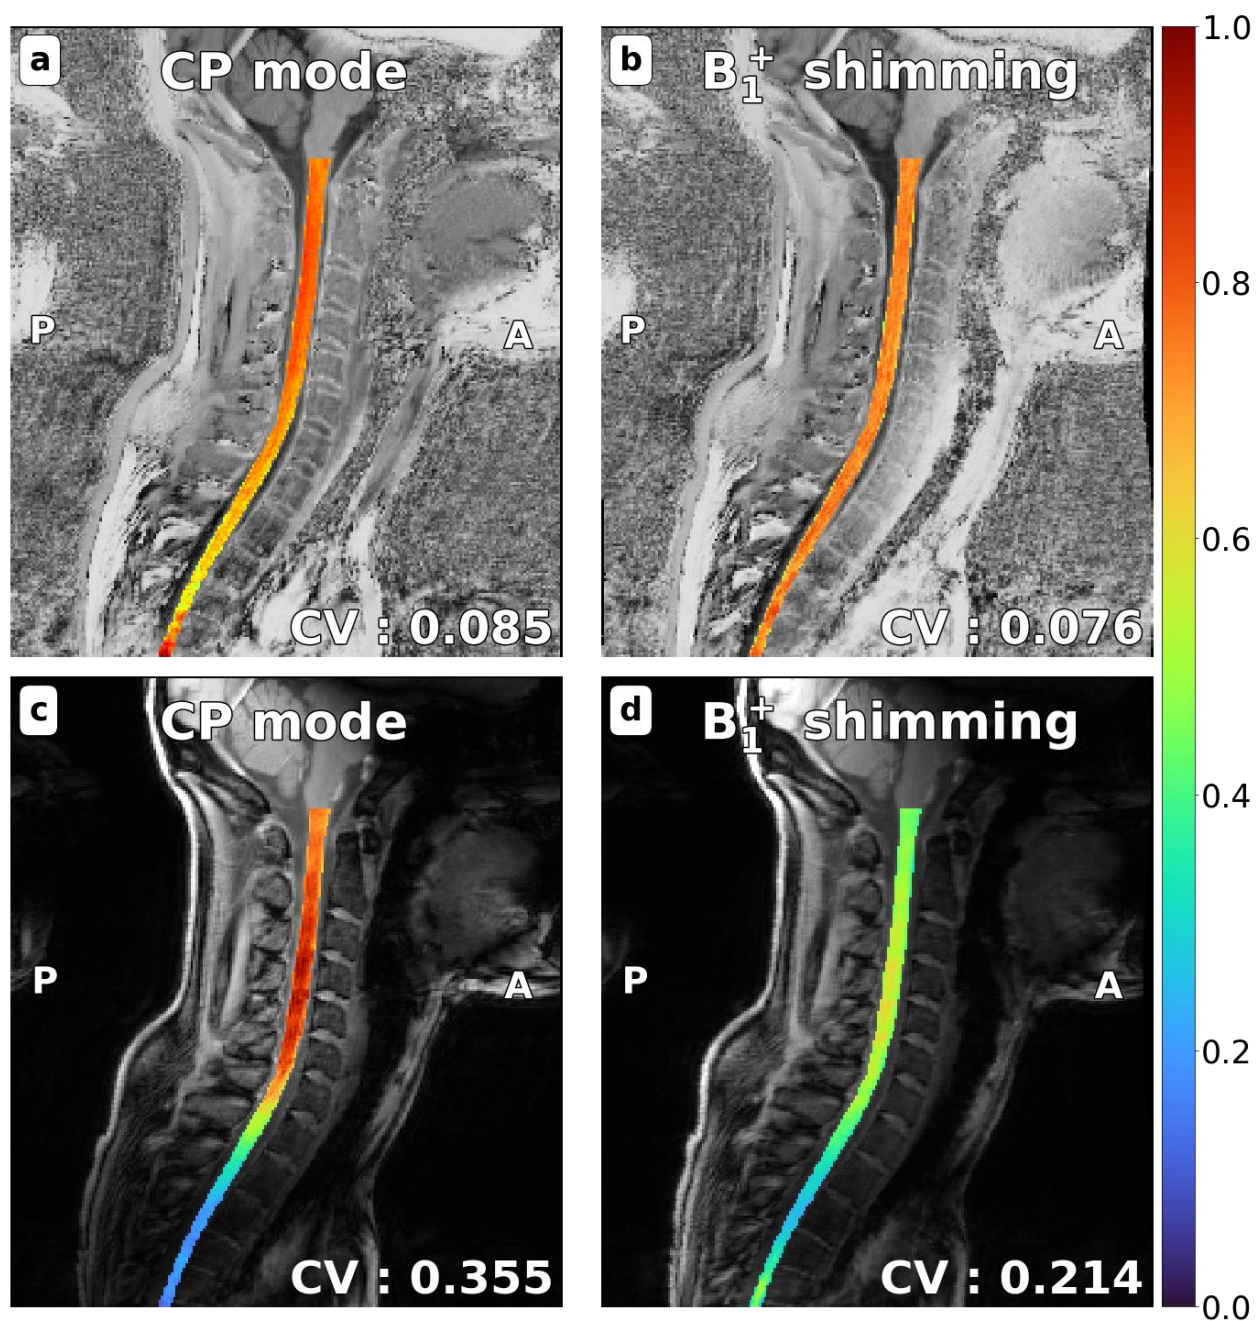 a
CP mode
P
A
CV : 0.085
b
B₁⁺ shimming
P
A
CV : 0.076
c
CP mode
P
A
CV : 0.355
d
B₁⁺ shimming
P
A
CV : 0.214
1.0
0.8
0.6
0.4
0.2
0.0